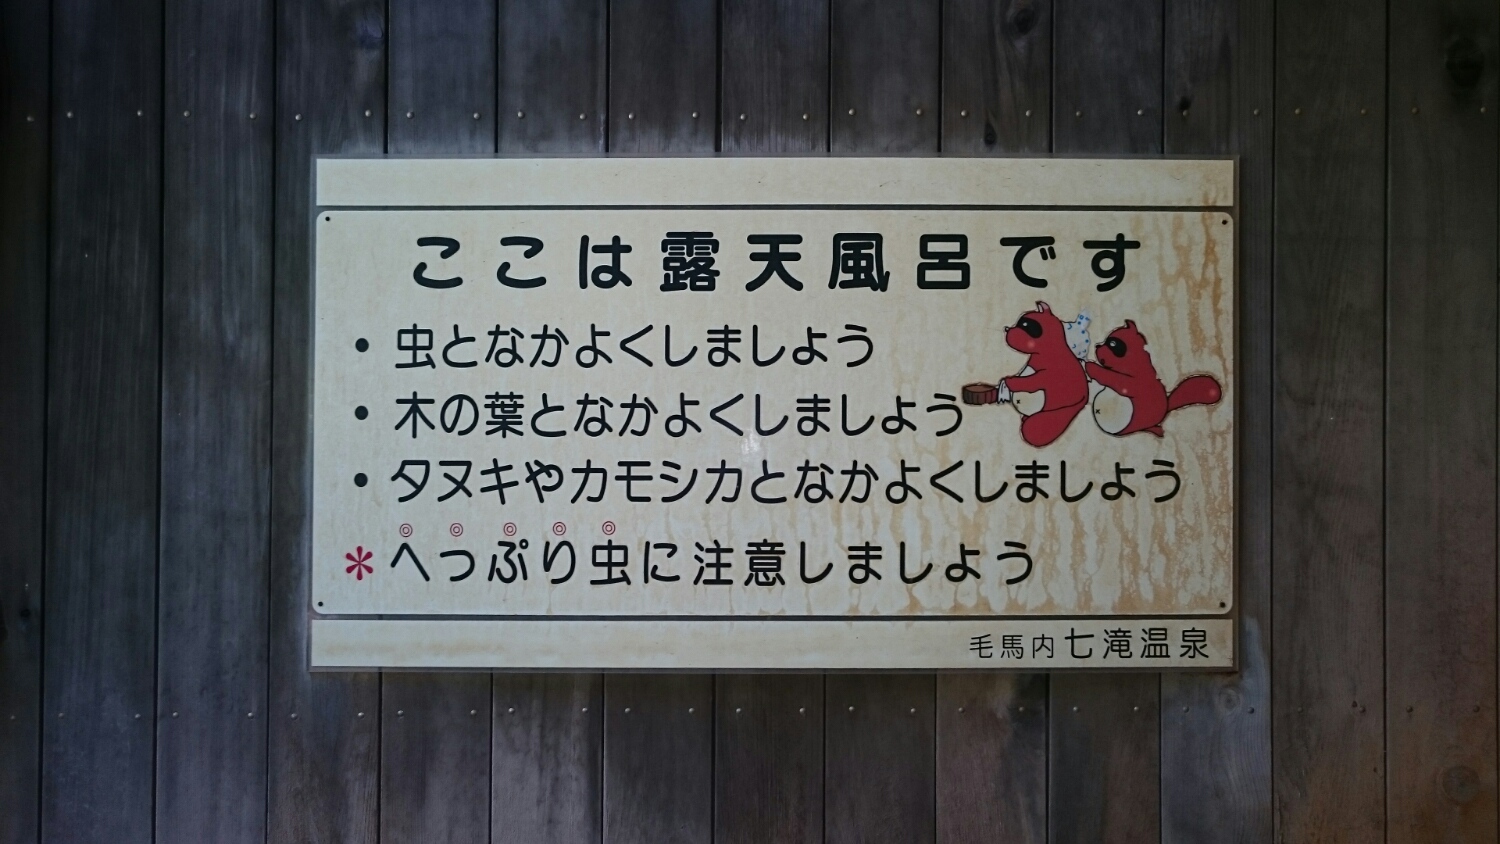 ここは露天風呂です
・虫となかよくしましょう
・木の葉となかよくしましょう
・タヌキやカモシカとなかよくしましょう
◎ ◎ ◎ ◎ ◎
＊へっぷり虫に注意しましょう
毛馬内七滝温泉